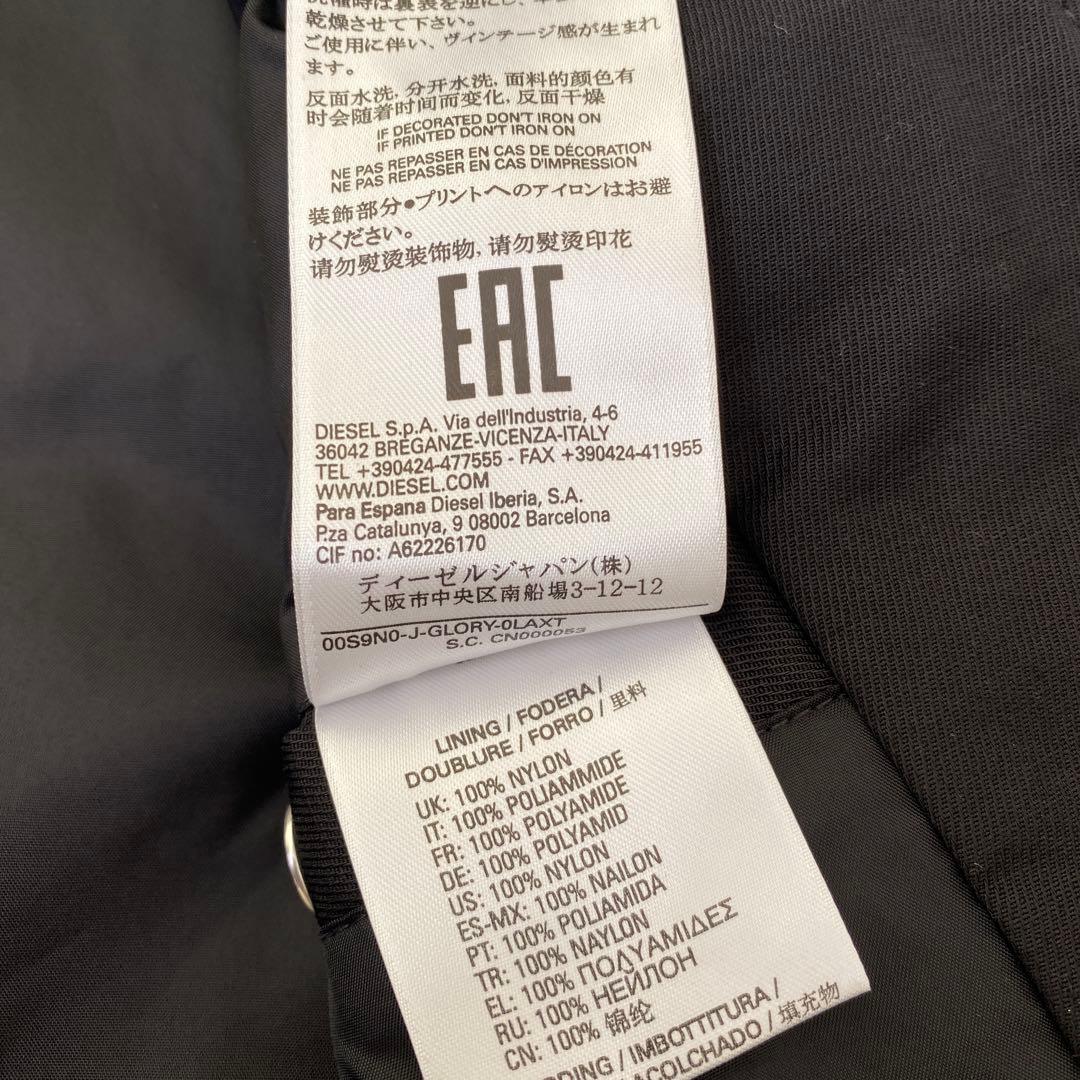 乾燥させて下さい。
ご使用に伴い、ヴィンテージ感が生まれ
ます。
反面水洗, 分开水洗, 面料的颜色有
时会随着时间而变化, 反面干燥
IF DECORATED DON'T IRON ON
IF PRINTED DON'T IRON ON
NE PAS REPASSER EN CAS DE DÉCORATION
NE PAS REPASSER EN CAS D'IMPRESSION
装飾部分●プリントへのアイロンはお避
けください。
请勿熨烫装饰物, 请勿熨烫印花
EAC
DIESEL S.p.A. Via dell'Industria, 4-6
36042 BREGANZE-VICENZA-ITALY
TEL +390424-477555 - FAX +390424-411955
WWW.DIESEL.COM
Para Espana Diesel Iberia, S.A.
P.za Catalunya, 9 08002 Barcelona
CIF no: A62226170
ディーゼルジャパン(株)
大阪市中央区南船場3-12-12
00S9N0-J-GLORY-0LAXT
S.C. CN000053
LINING / FODERA /
DOUBLURE / FORRO / 里料
UK: 100% NYLON
IT: 100% POLIAMMIDE
FR: 100% POLYAMIDE
DE: 100% POLYAMID
US: 100% NYLON
ES-MX: 100% NAILON
PT: 100% POLIAMIDA
TR: 100% NAYLON
EL: 100% ΠΟΛΥΑΜΙΔΕΣ
RU: 100% НЕЙЛОН
CN: 100% 锦纶
/ IMBOTTITURA /
ACOLCHADO / 填充物